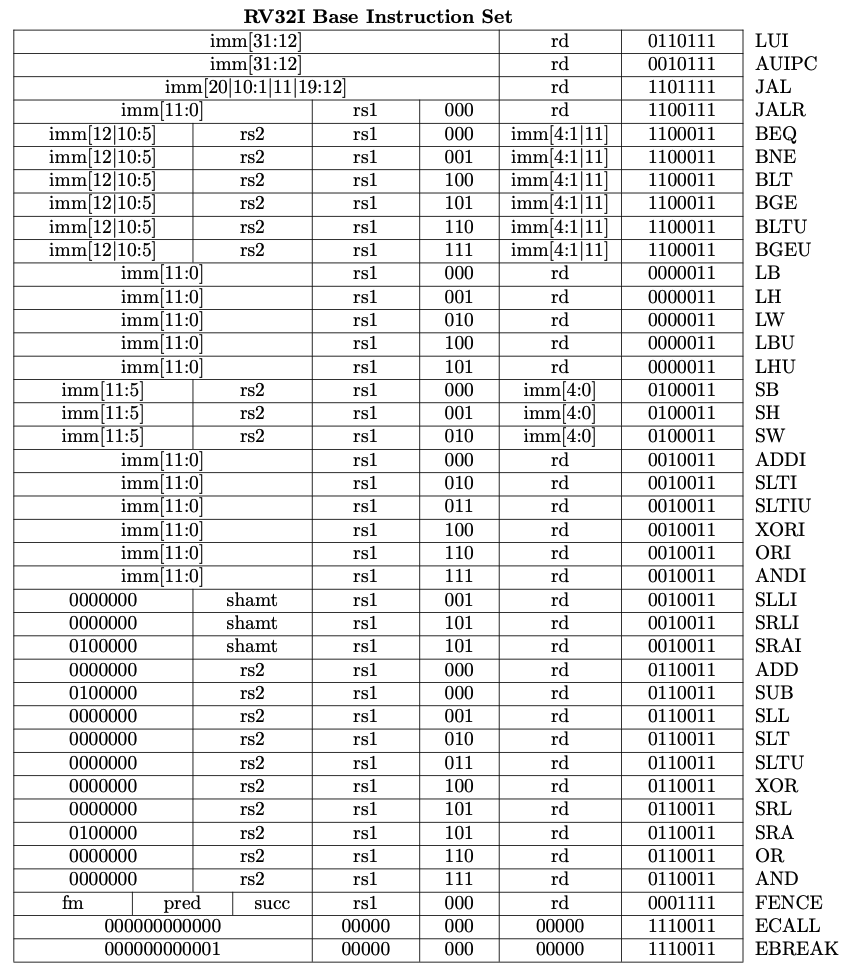 RV32I Base Instruction Set
imm[31:12] rd 0110111 LUI
imm[31:12] rd 0010111 AUIPC
imm[20|10:1|11|19:12] rd 1101111 JAL
imm[11:0] rs1 000 rd 1100111 JALR
imm[12|10:5] rs2 rs1 000 imm[4:1|11] 1100011 BEQ
imm[12|10:5] rs2 rs1 001 imm[4:1|11] 1100011 BNE
imm[12|10:5] rs2 rs1 100 imm[4:1|11] 1100011 BLT
imm[12|10:5] rs2 rs1 101 imm[4:1|11] 1100011 BGE
imm[12|10:5] rs2 rs1 110 imm[4:1|11] 1100011 BLTU
imm[12|10:5] rs2 rs1 111 imm[4:1|11] 1100011 BGEU
imm[11:0] rs1 000 rd 0000011 LB
imm[11:0] rs1 001 rd 0000011 LH
imm[11:0] rs1 010 rd 0000011 LW
imm[11:0] rs1 100 rd 0000011 LBU
imm[11:0] rs1 101 rd 0000011 LHU
imm[11:5] rs2 rs1 000 imm[4:0] 0100011 SB
imm[11:5] rs2 rs1 001 imm[4:0] 0100011 SH
imm[11:5] rs2 rs1 010 imm[4:0] 0100011 SW
imm[11:0] rs1 000 rd 0010011 ADDI
imm[11:0] rs1 010 rd 0010011 SLTI
imm[11:0] rs1 011 rd 0010011 SLTIU
imm[11:0] rs1 100 rd 0010011 XORI
imm[11:0] rs1 110 rd 0010011 ORI
imm[11:0] rs1 111 rd 0010011 ANDI
0000000 shamt rs1 001 rd 0010011 SLLI
0000000 shamt rs1 101 rd 0010011 SRLI
0100000 shamt rs1 101 rd 0010011 SRAI
0000000 rs2 rs1 000 rd 0110011 ADD
0100000 rs2 rs1 000 rd 0110011 SUB
0000000 rs2 rs1 001 rd 0110011 SLL
0000000 rs2 rs1 010 rd 0110011 SLT
0000000 rs2 rs1 011 rd 0110011 SLTU
0000000 rs2 rs1 100 rd 0110011 XOR
0000000 rs2 rs1 101 rd 0110011 SRL
0100000 rs2 rs1 101 rd 0110011 SRA
0000000 rs2 rs1 110 rd 0110011 OR
0000000 rs2 rs1 111 rd 0110011 AND
fm pred succ rs1 000 rd 0001111 FENCE
000000000000 00000 000 00000 1110011 ECALL
000000000001 00000 000 00000 1110011 EBREAK